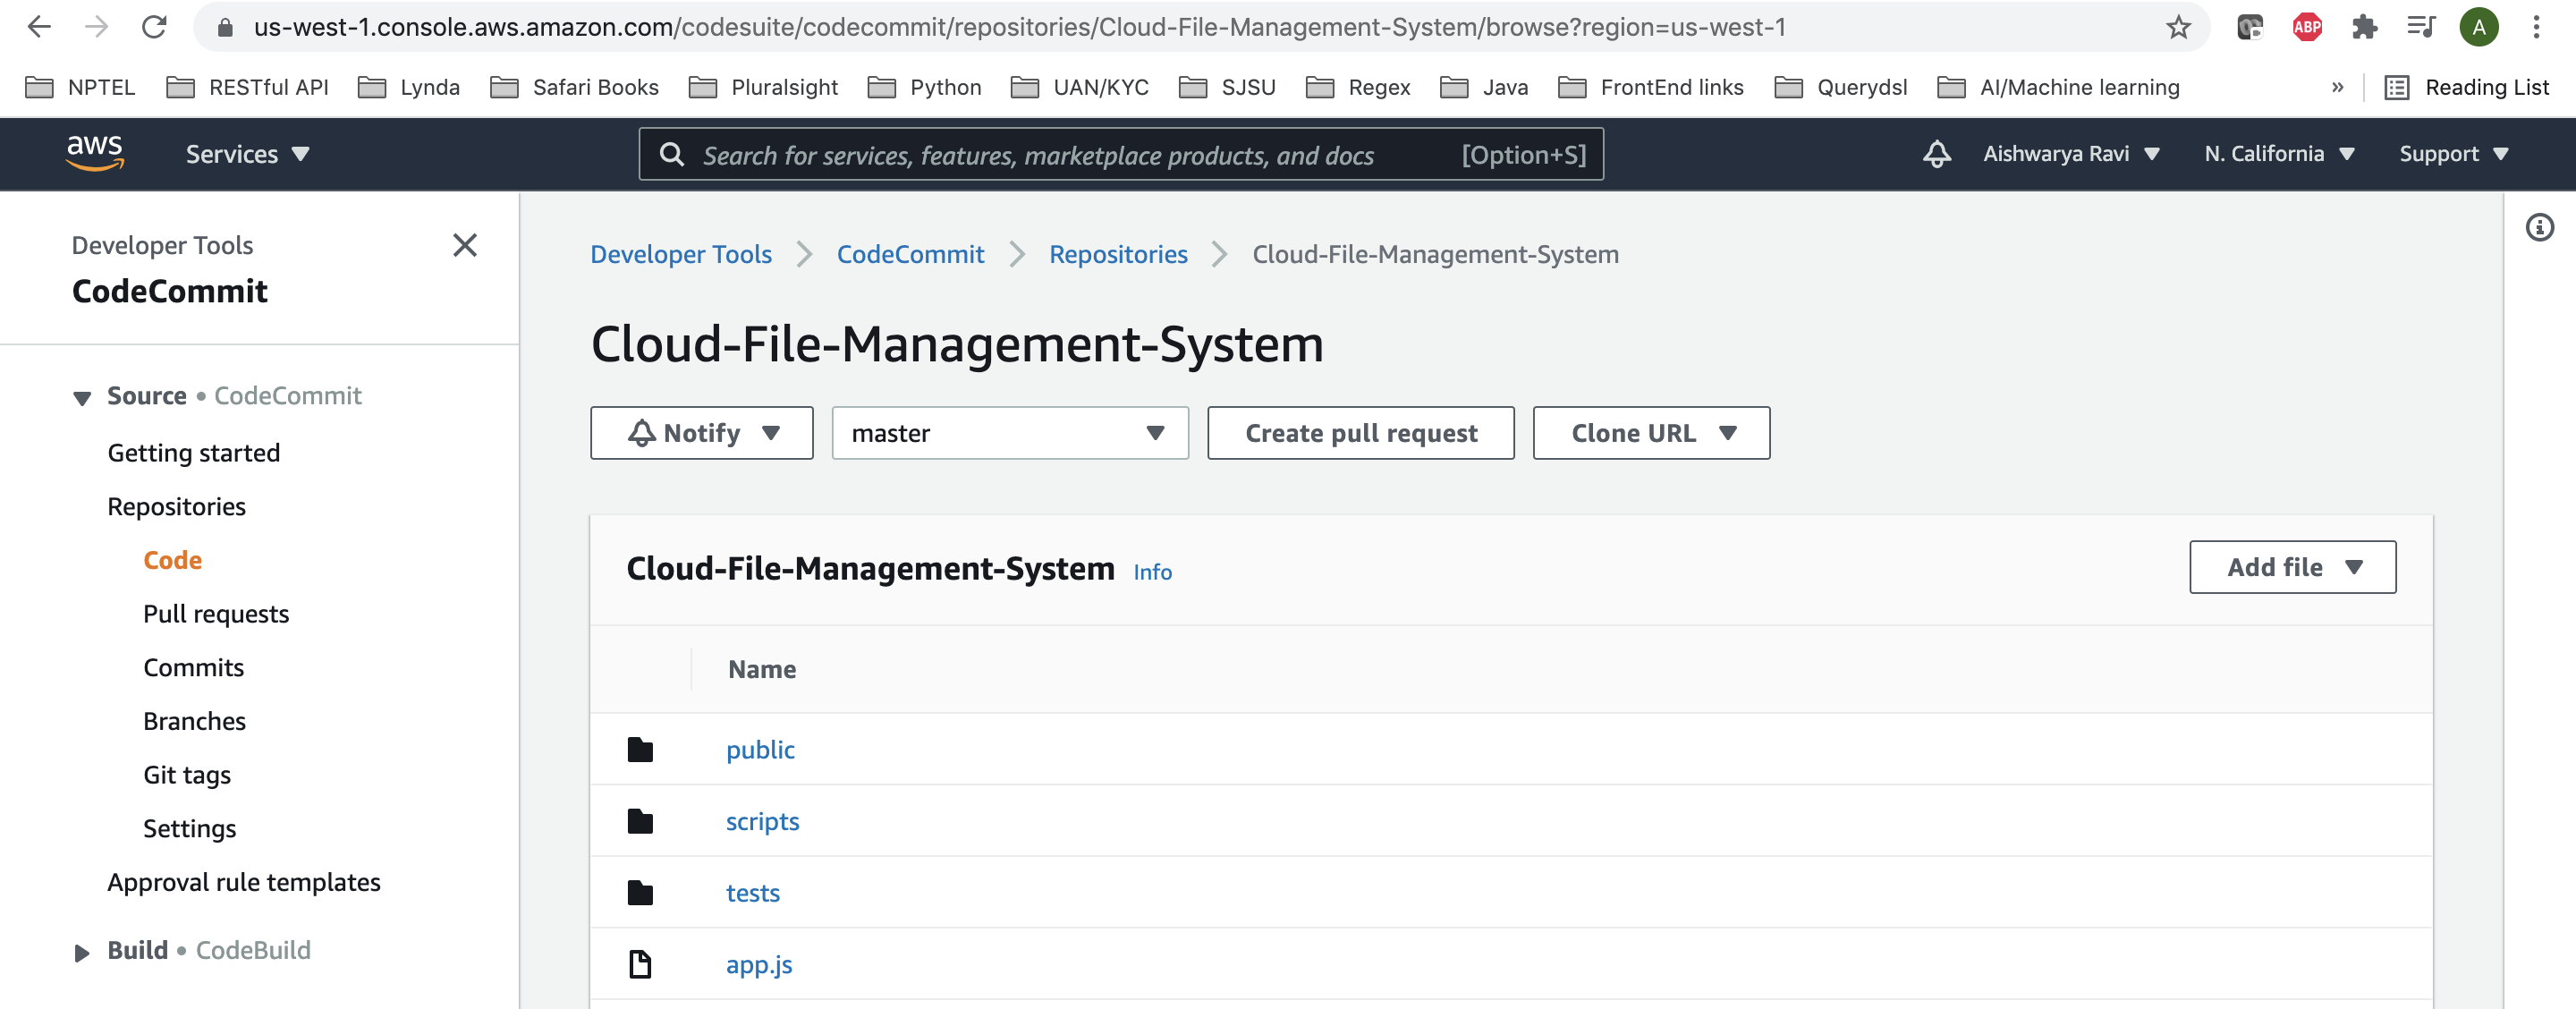 us-west-1.console.aws.amazon.com/codesuite/codecommit/repositories/Cloud-File-Management-System/browse?region=us-west-1 ABP A
NPTEL RESTful API Lynda Safari Books Pluralsight Python UAN/KYC SJSU Regex Java FrontEnd links Querydsl AI/Machine learning » Reading List
aws Services Search for services, features, marketplace products, and docs [Option+S] Aishwarya Ravi N. California Support
Developer Tools
CodeCommit
Source • CodeCommit
Getting started
Repositories
Code
Pull requests
Commits
Branches
Git tags
Settings
Approval rule templates
Build • CodeBuild
Developer Tools CodeCommit Repositories Cloud-File-Management-System
Cloud-File-Management-System
Notify master Create pull request Clone URL
Cloud-File-Management-System Info Add file
Name
public
scripts
tests
app.js